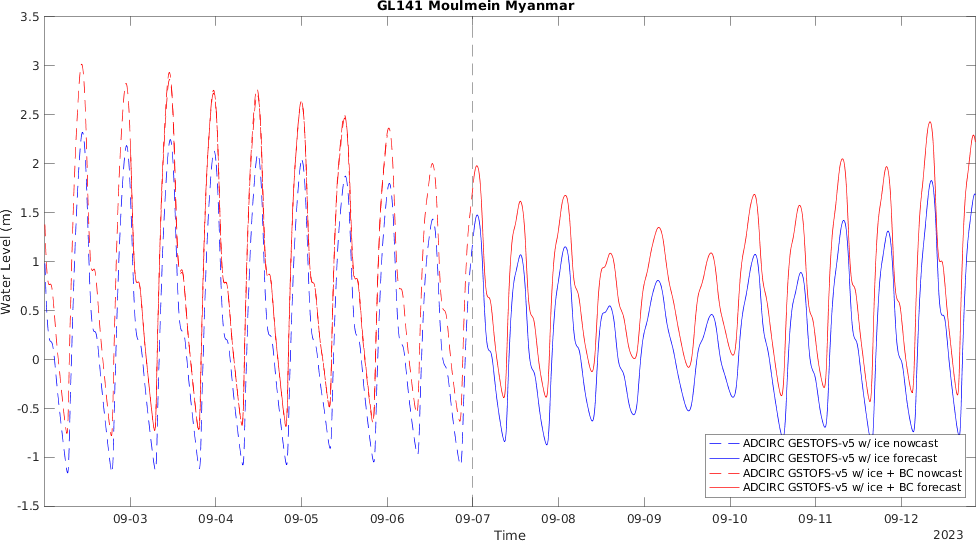 GL141 Moulmein Myanmar
3.5
3
2.5
2
1.5
1
0.5
0
-0.5
-1
-1.5
Water Level (m)
ADCIRC GESTOFS-v5 w/ ice nowcast
ADCIRC GESTOFS-v5 w/ ice forecast
ADCIRC GSTOFS-v5 w/ ice + BC nowcast
ADCIRC GSTOFS-v5 w/ ice + BC forecast
09-03 09-04 09-05 09-06 09-07 09-08 09-09 09-10 09-11 09-12
Time
2023